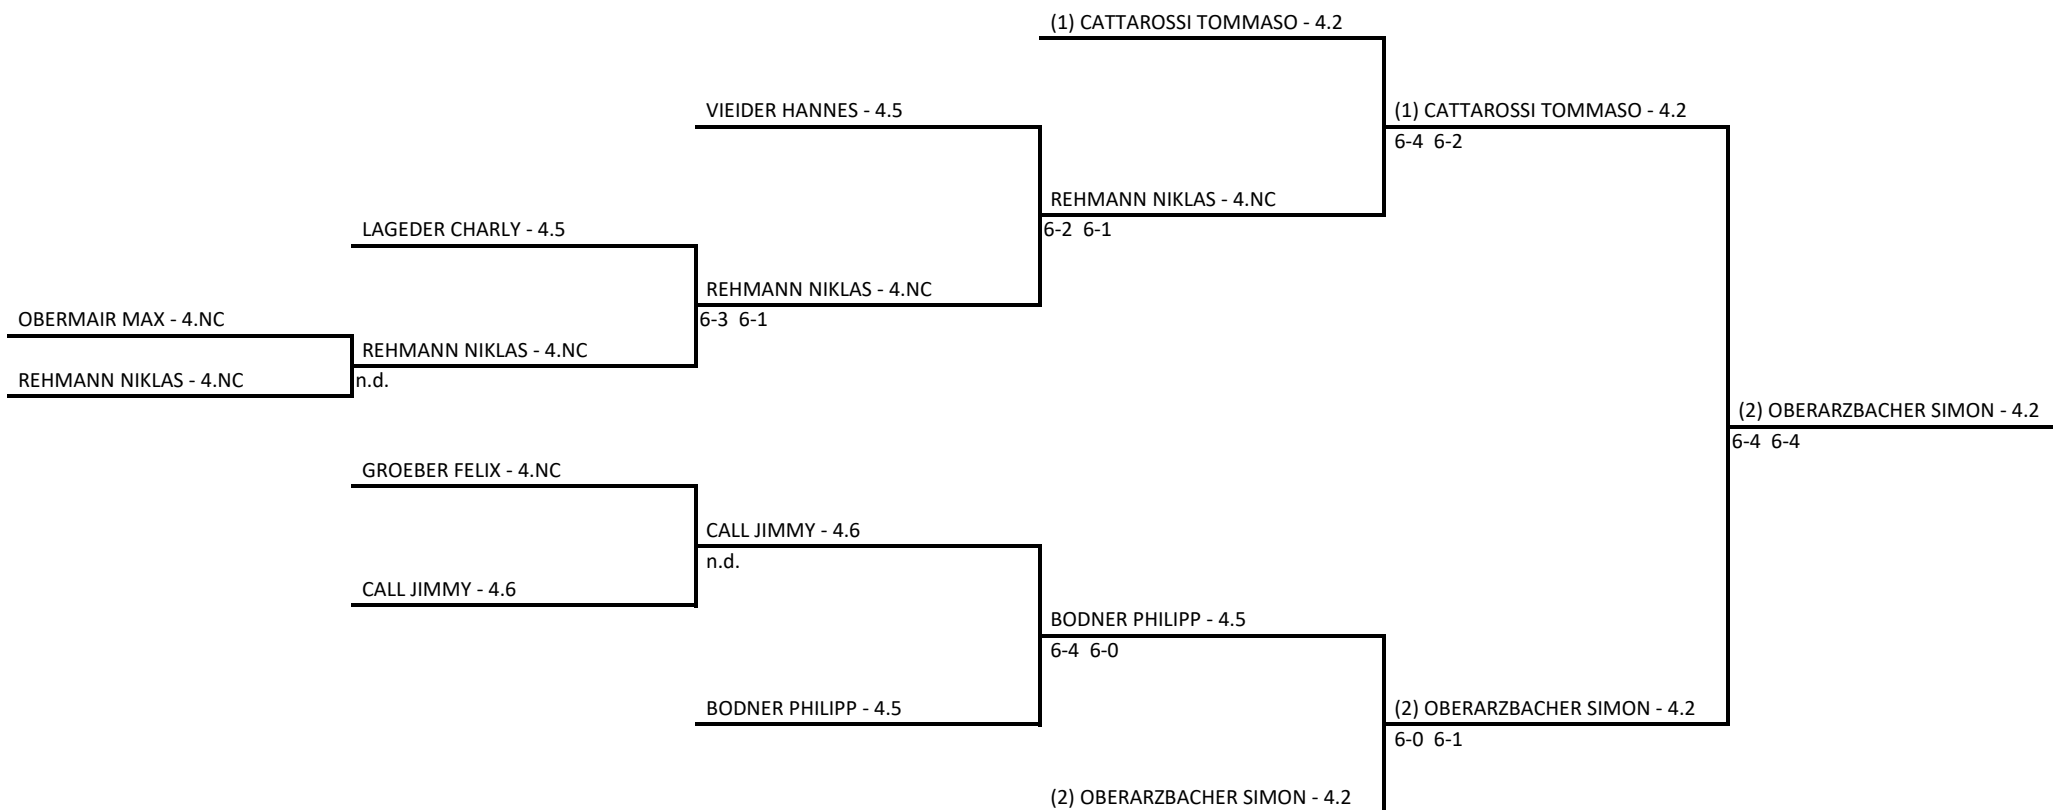 (1) CATTAROSSI TOMMASO - 4.2
VIEIDER HANNES - 4.5
(1) CATTAROSSI TOMMASO - 4.2
6-4 6-2
REHMANN NIKLAS - 4.NC
6-2 6-1
LAGEDER CHARLY - 4.5
REHMANN NIKLAS - 4.NC
6-3 6-1
OBERMAIR MAX - 4.NC
REHMANN NIKLAS - 4.NC
n.d.
REHMANN NIKLAS - 4.NC
(2) OBERARZBACHER SIMON - 4.2
6-4 6-4
GROEBER FELIX - 4.NC
CALL JIMMY - 4.6
n.d.
CALL JIMMY - 4.6
BODNER PHILIPP - 4.5
6-4 6-0
BODNER PHILIPP - 4.5
(2) OBERARZBACHER SIMON - 4.2
6-0 6-1
(2) OBERARZBACHER SIMON - 4.2